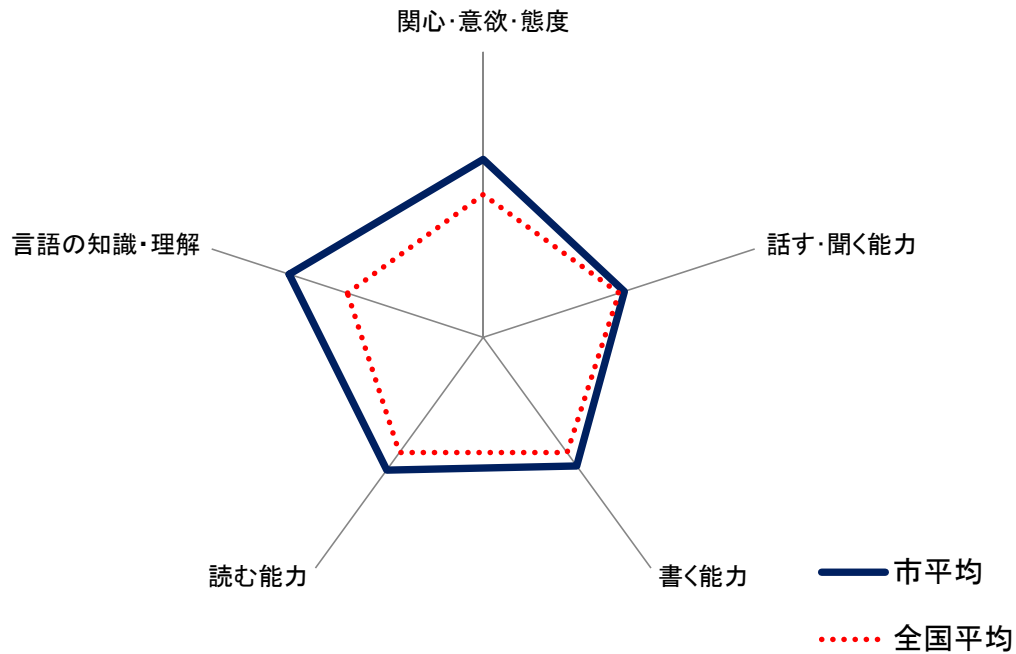 関心・意欲・態度
言語の知識・理解
話す・聞く能力
読む能力
書く能力
市平均
全国平均